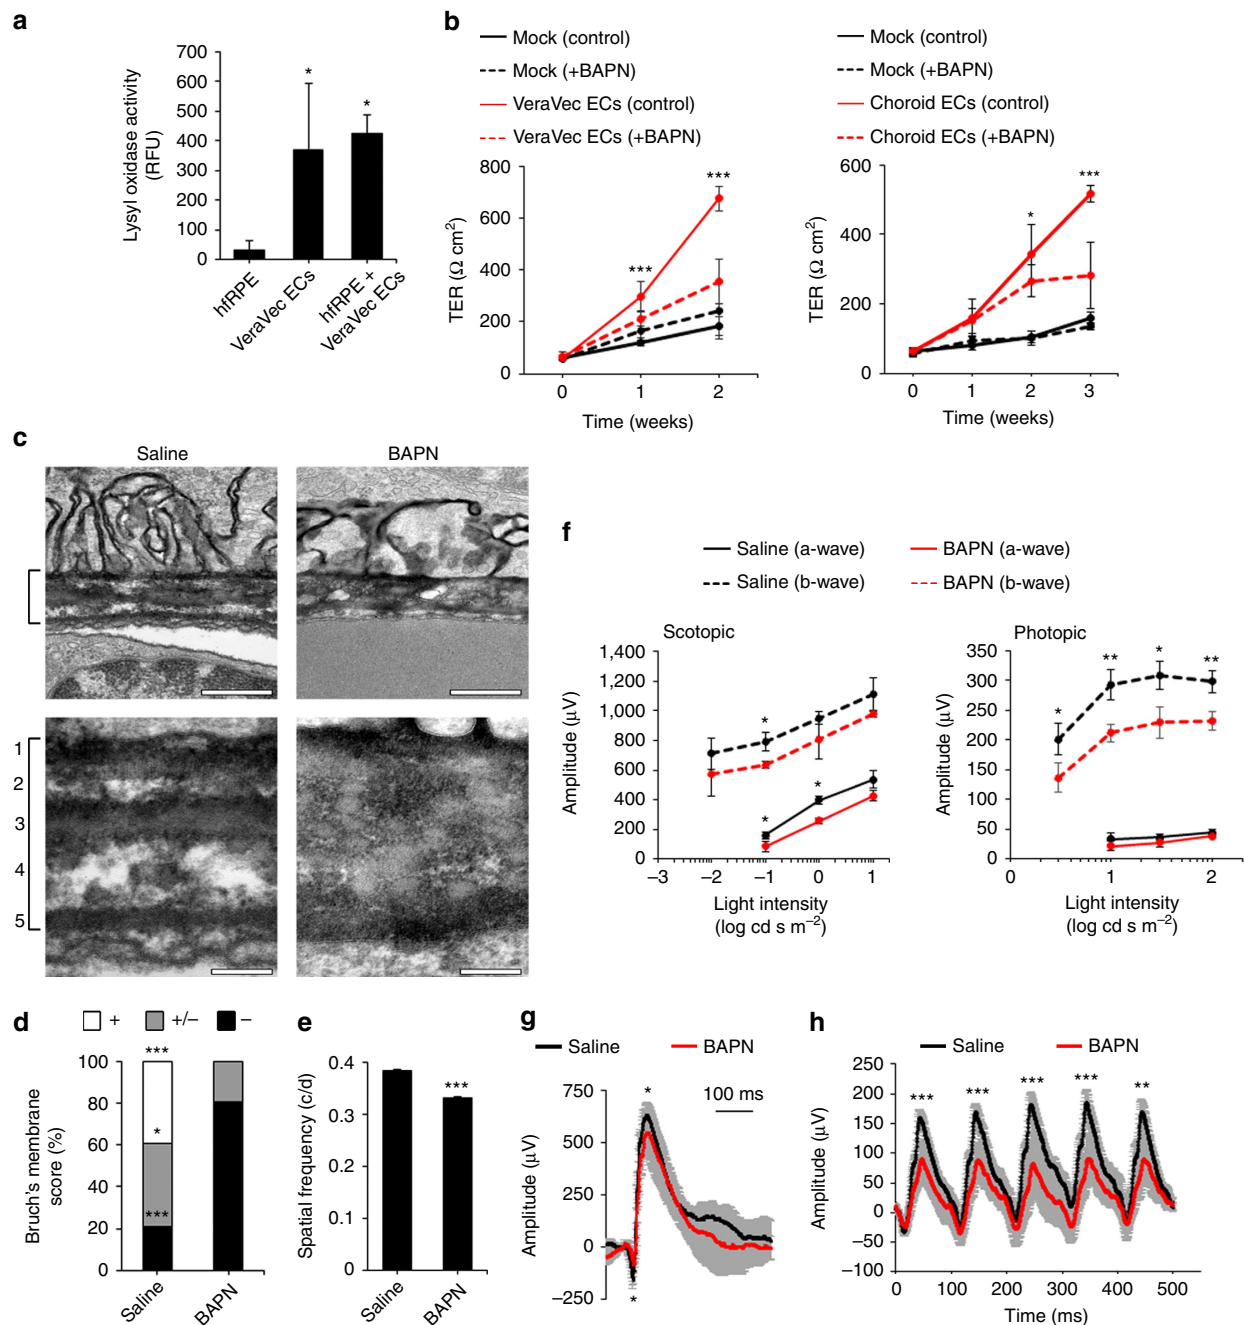 a
700
600
500
400
300
200
100
0
Lysyl oxidase activity
(RFU)
*
*
hfRPE
VeraVec ECs
hfRPE +
VeraVec ECs
b
Mock (control)
Mock (+BAPN)
VeraVec ECs (control)
VeraVec ECs (+BAPN)
800
600
400
200
0
TER (Ω cm²)
***
***
0 1 2
Time (weeks)
Mock (control)
Mock (+BAPN)
Choroid ECs (control)
Choroid ECs (+BAPN)
600
400
200
0
TER (Ω cm²)
*
***
0 1 2 3
Time (weeks)
c
Saline BAPN
1
2
3
4
5
d
+ +/– –
100
80
60
40
20
0
Bruch's membrane
score (%)
***
*
***
Saline
BAPN
e
0.4
0.3
0.2
0.1
0
Spatial frequency (c/d)
***
Saline
BAPN
f
Saline (a-wave) BAPN (a-wave)
Saline (b-wave) BAPN (b-wave)
Scotopic
1,400
1,200
1,000
800
600
400
200
0
Amplitude (μV)
*
*
*
–3 –2 –1 0 1
Light intensity
(log cd s m⁻²)
Photopic
350
300
250
200
150
100
50
0
Amplitude (μV)
*
**
*
**
0 1 2
Light intensity
(log cd s m⁻²)
g
Saline BAPN
100 ms
750
500
250
0
–250
Amplitude (μV)
*
*
h
Saline BAPN
250
200
150
100
50
0
–50
–100
Amplitude (μV)
*** *** *** *** **
0 100 200 300 400 500
Time (ms)